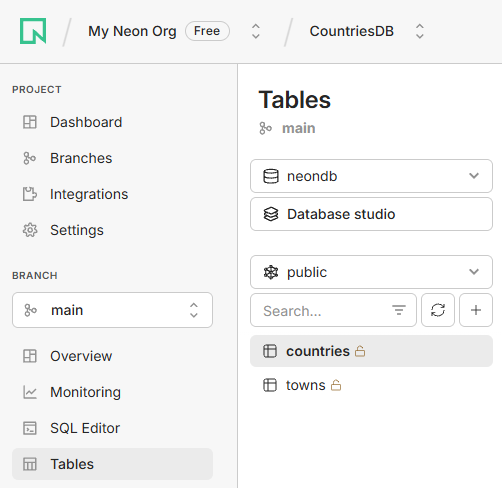 My Neon Org Free CountriesDB
PROJECT
Dashboard
Branches
Integrations
Settings
BRANCH
main
Overview
Monitoring
SQL Editor
Tables
Tables
main
neondb
Database studio
public
Search...
countries
towns